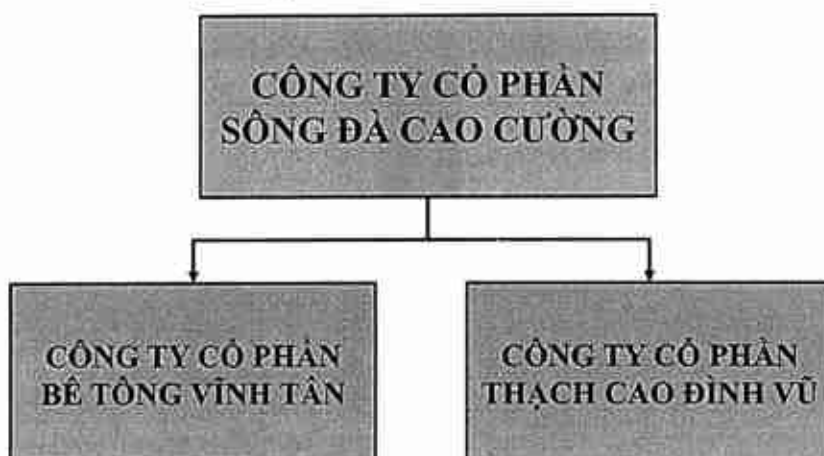 CÔNG TY CỔ PHẦN
SÔNG ĐÀ CAO CƯỜNG
CÔNG TY CỔ PHẦN
BÊ TÔNG VĨNH TÂN
CÔNG TY CỔ PHẦN
THẠCH CAO ĐÌNH VŨ